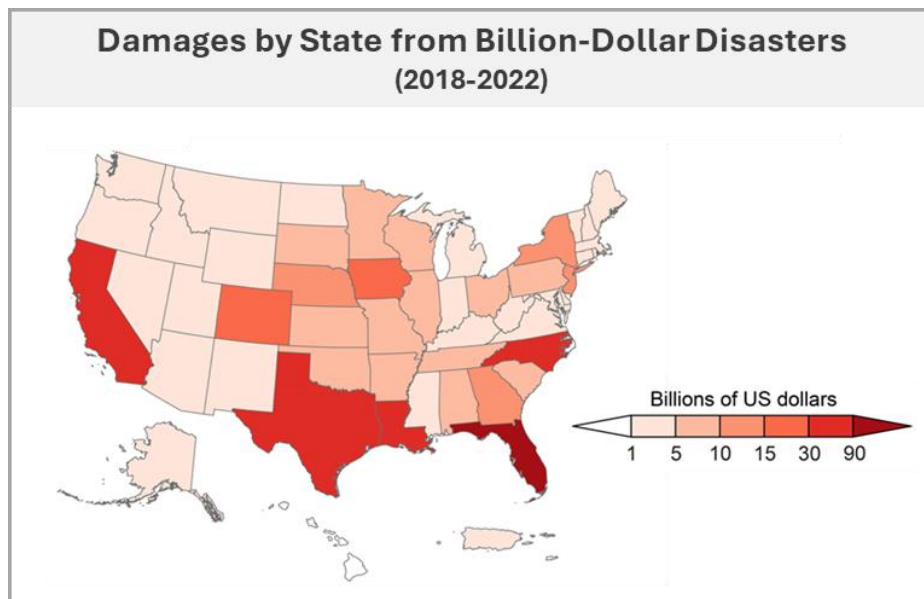 Damages by State from Billion-Dollar Disasters
(2018-2022)
Billions of US dollars
1 5 10 15 30 90